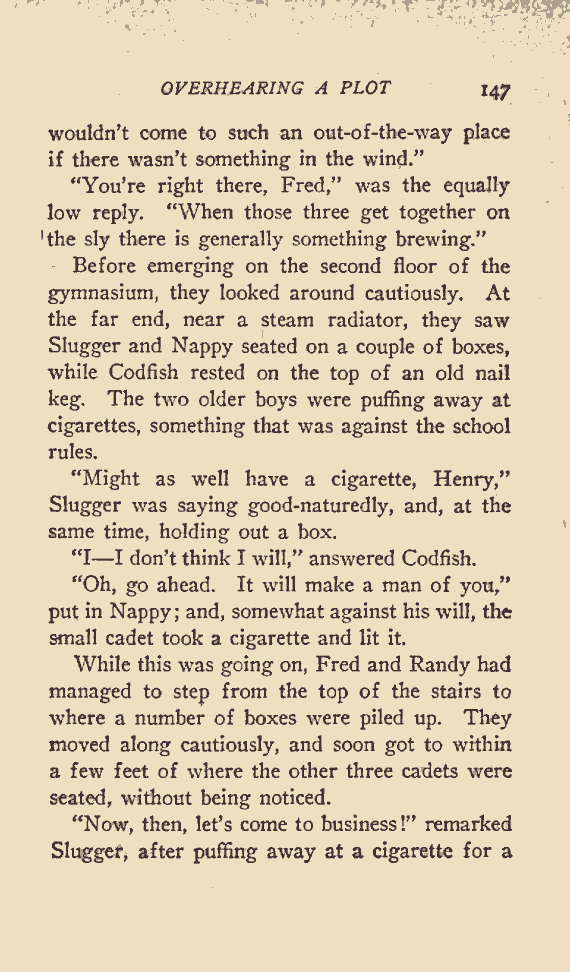 OVERHEARING A PLOT 147
wouldn't come to such an out-of-the-way place
if there wasn't something in the wind."
"You're right there, Fred," was the equally
low reply. "When those three get together on
the sly there is generally something brewing."
Before emerging on the second floor of the
gymnasium, they looked around cautiously. At
the far end, near a steam radiator, they saw
Slugger and Nappy seated on a couple of boxes,
while Codfish rested on the top of an old nail
keg. The two older boys were puffing away at
cigarettes, something that was against the school
rules.
"Might as well have a cigarette, Henry,"
Slugger was saying good-naturedly, and, at the
same time, holding out a box.
"I—I don't think I will," answered Codfish.
"Oh, go ahead. It will make a man of you,"
put in Nappy; and, somewhat against his will, the
small cadet took a cigarette and lit it.
While this was going on, Fred and Randy had
managed to step from the top of the stairs to
where a number of boxes were piled up. They
moved along cautiously, and soon got to within
a few feet of where the other three cadets were
seated, without being noticed.
"Now, then, let's come to business!" remarked
Slugger, after puffing away at a cigarette for a